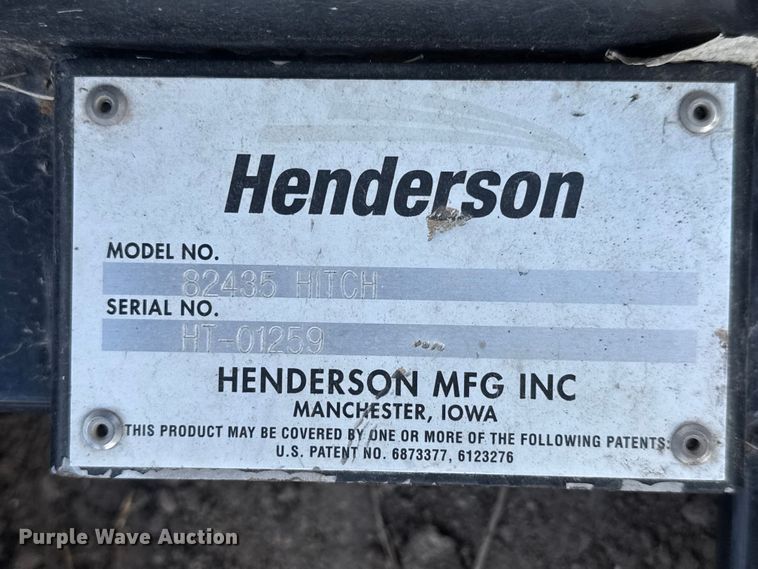 Henderson
MODEL NO.
82435 HITCH
SERIAL NO.
HT-01259
HENDERSON MFG INC
MANCHESTER, IOWA
THIS PRODUCT MAY BE COVERED BY ONE OR MORE OF THE FOLLOWING PATENTS:
U.S. PATENT NO. 6873377, 6123276
Purple Wave Auction®